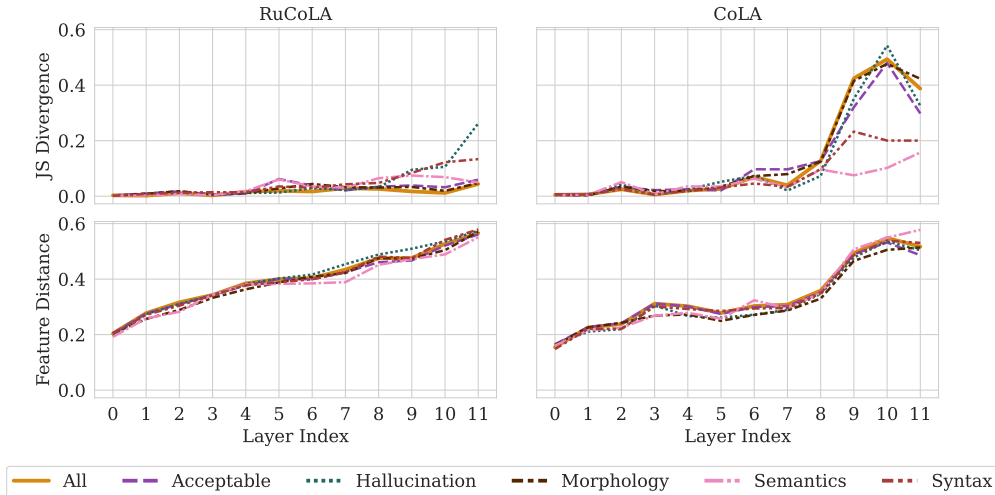 RuCoLA
CoLA
JS Divergence
0.6
0.4
0.2
0.0
Feature Distance
0.6
0.4
0.2
0.0
0 1 2 3 4 5 6 7 8 9 10 11
0 1 2 3 4 5 6 7 8 9 10 11
Layer Index
Layer Index
All Acceptable Hallucination Morphology Semantics Syntax